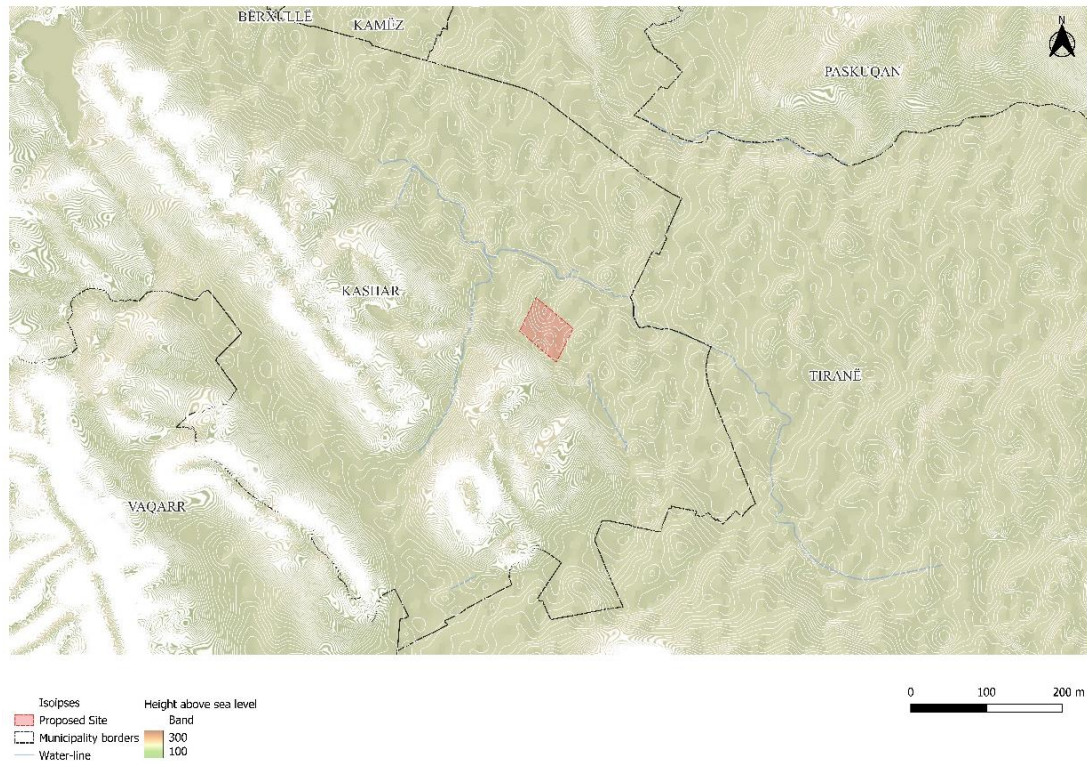 BËRXULLË
KAMËZ
N
PASKUQAN
KASHAR
TIRANË
VAQARR
Isoipses
Proposed Site
Municipality borders
Water-line
Height above sea level
Band
300
100
0 100 200 m